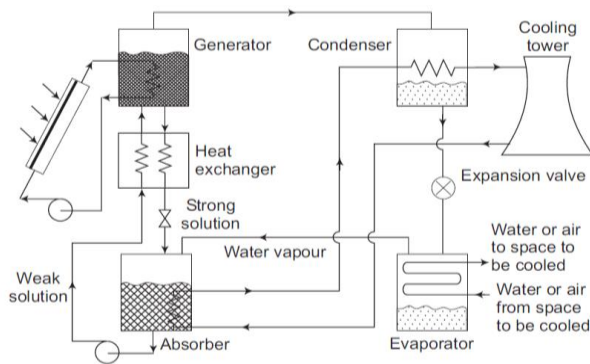 Generator
Condenser
Cooling
tower
Heat
exchanger
Expansion valve
Strong
solution
Water vapour
Water or air
to space to
be cooled
Weak
solution
Water or air
from space
to be cooled
Absorber
Evaporator